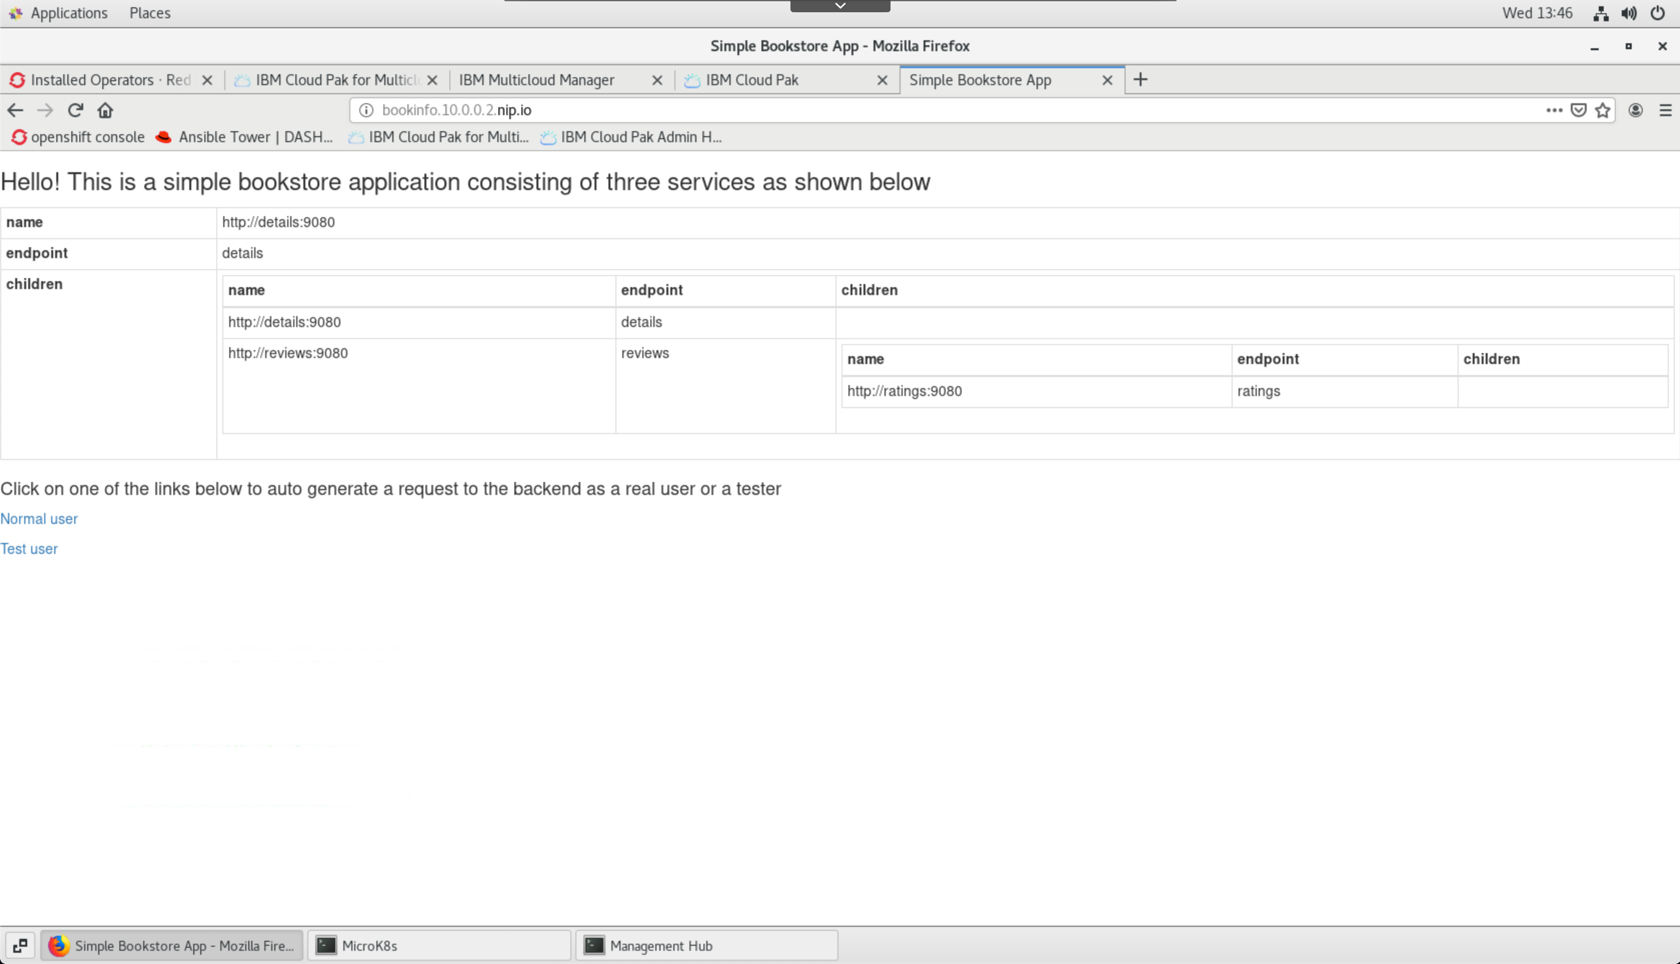 Applications Places Wed 13:46
Simple Bookstore App - Mozilla Firefox
Installed Operators · Red IBM Cloud Pak for Multicl IBM Multicloud Manager IBM Cloud Pak Simple Bookstore App
bookinfo.10.0.0.2.nip.io
openshift console Ansible Tower | DASH... IBM Cloud Pak for Multi... IBM Cloud Pak Admin H...
Hello! This is a simple bookstore application consisting of three services as shown below
name http://details:9080
endpoint details
children
name endpoint children
http://details:9080 details
http://reviews:9080 reviews
name endpoint children
http://ratings:9080 ratings
Click on one of the links below to auto generate a request to the backend as a real user or a tester
Normal user
Test user
Simple Bookstore App - Mozilla Fire... MicroK8s Management Hub